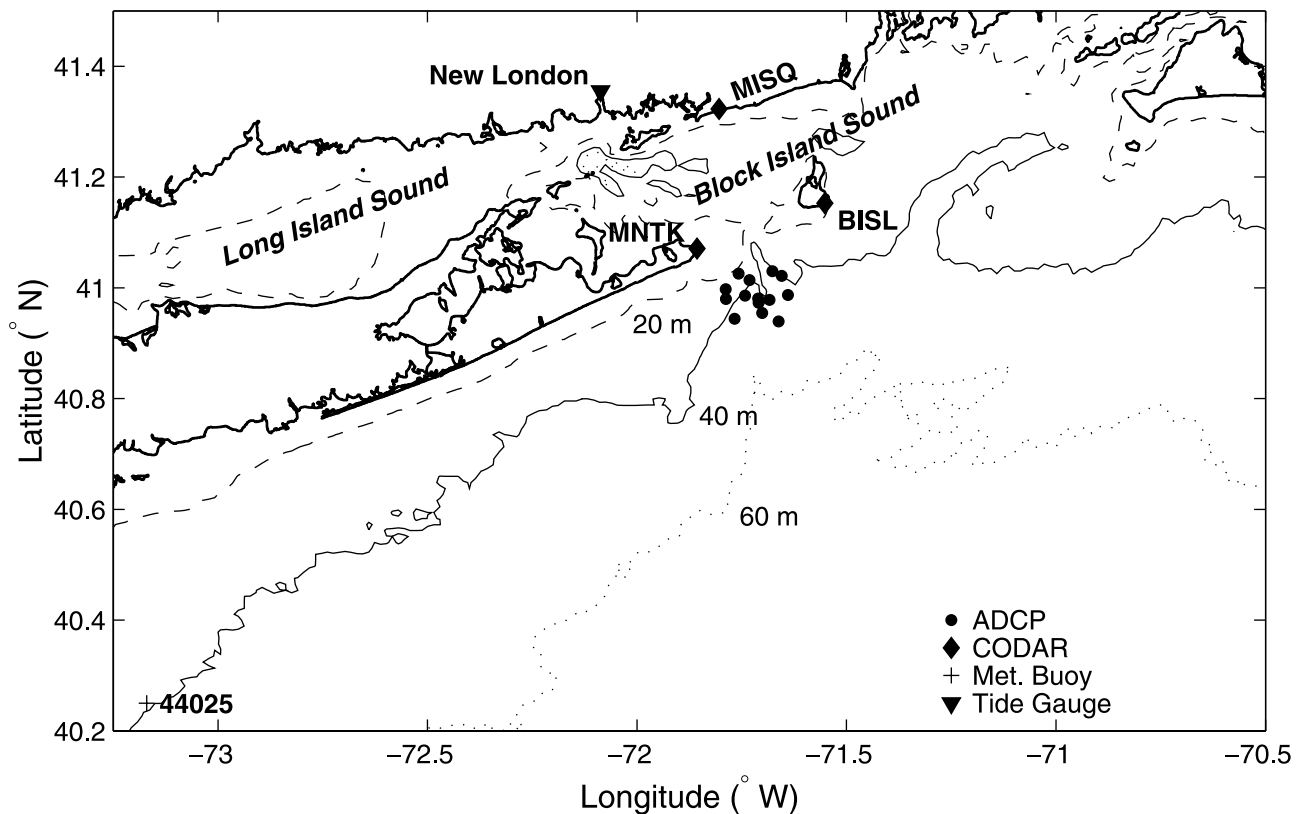 41.4
41.2
41
40.8
40.6
40.4
40.2
Latitude (° N)
New London
MISQ
Block Island Sound
Long Island Sound
MNTK
BISL
20 m
40 m
60 m
44025
ADCP
CODAR
Met. Buoy
Tide Gauge
−73
−72.5
−72
−71.5
−71
−70.5
Longitude (° W)